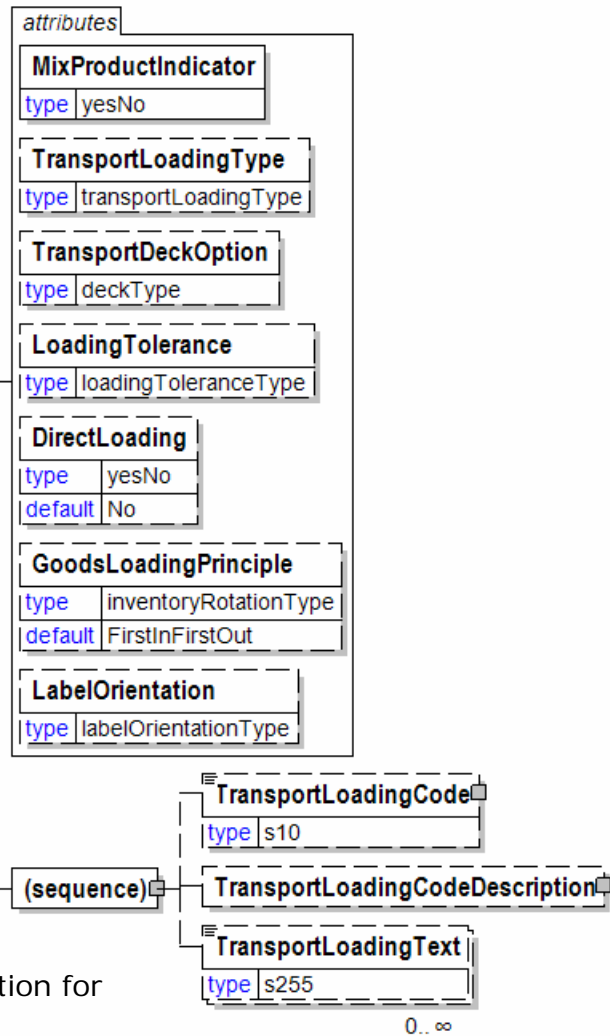 attributes
MixProductIndicator
type yesNo
TransportLoadingType
type transportLoadingType
TransportDeckOption
type deckType
LoadingTolerance
type loadingToleranceType
DirectLoading
type yesNo
default No
GoodsLoadingPrinciple
type inventoryRotationType
default FirstInFirstOut
LabelOrientation
type labelOrientationType
TransportLoadingCode
type s10
(sequence)
TransportLoadingCodeDescription
TransportLoadingText
type s255
tion for
0.. ∞